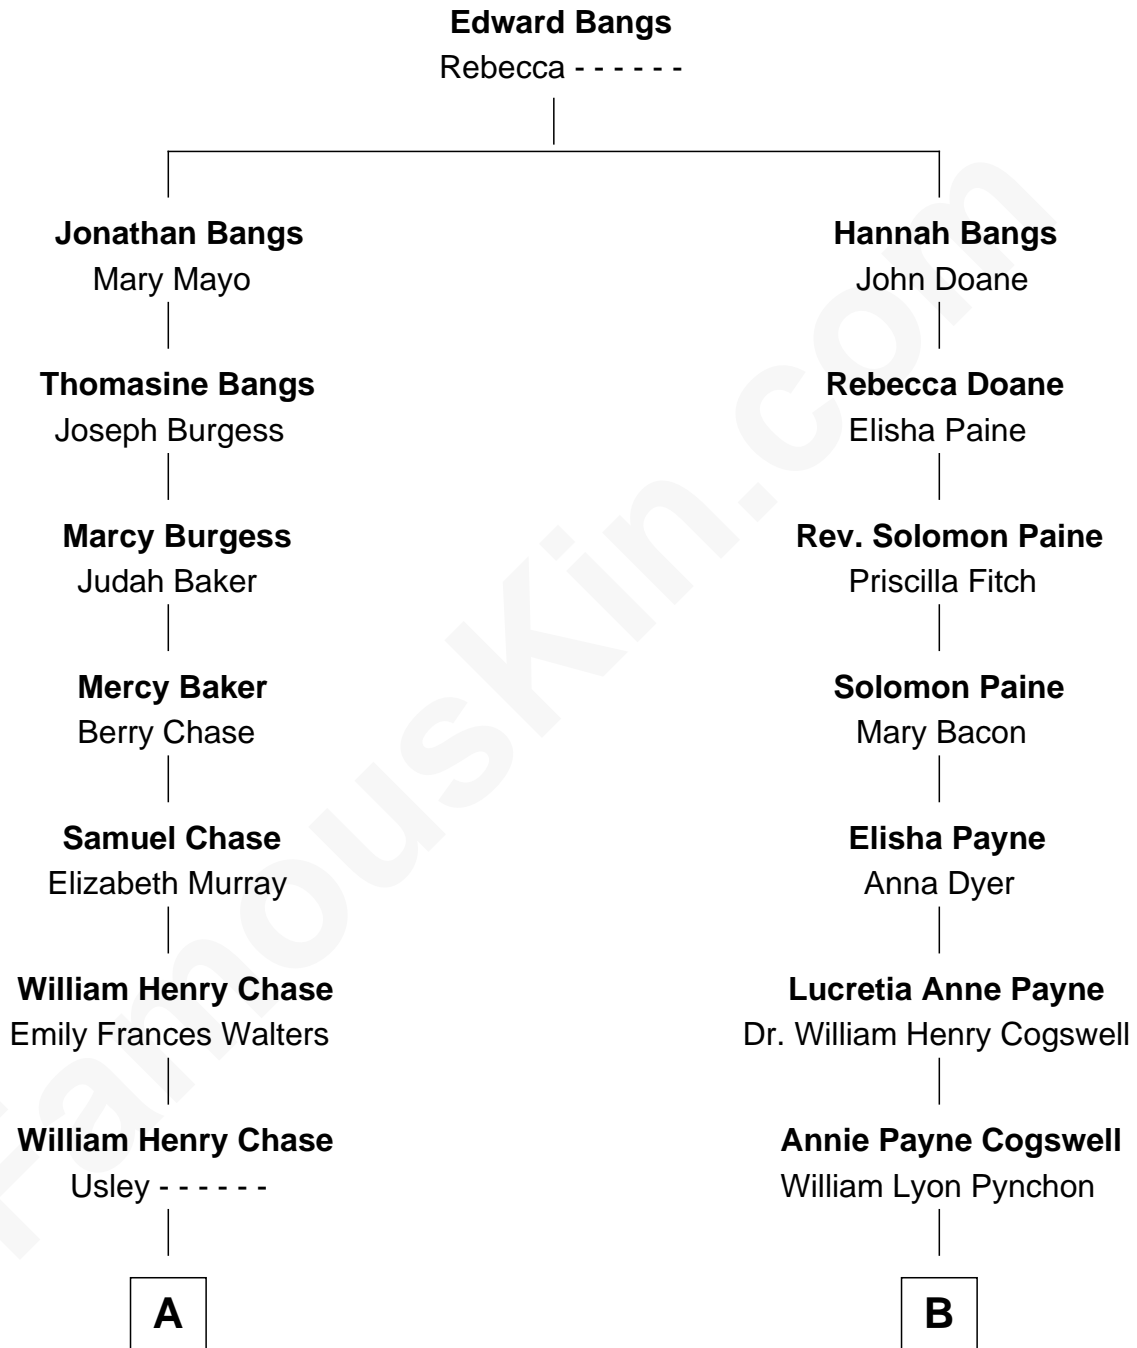 Edward Bangs
Rebecca - - - - - -
Jonathan Bangs
Mary Mayo
Hannah Bangs
John Doane
Thomasine Bangs
Joseph Burgess
Rebecca Doane
Elisha Paine
Marcy Burgess
Judah Baker
Rev. Solomon Paine
Priscilla Fitch
Mercy Baker
Berry Chase
Solomon Paine
Mary Bacon
Samuel Chase
Elizabeth Murray
Elisha Payne
Anna Dyer
William Henry Chase
Emily Frances Walters
Lucretia Anne Payne
Dr. William Henry Cogswell
William Henry Chase
Usley - - - - - -
Annie Payne Cogswell
William Lyon Pynchon
A
B
FamousKin.com